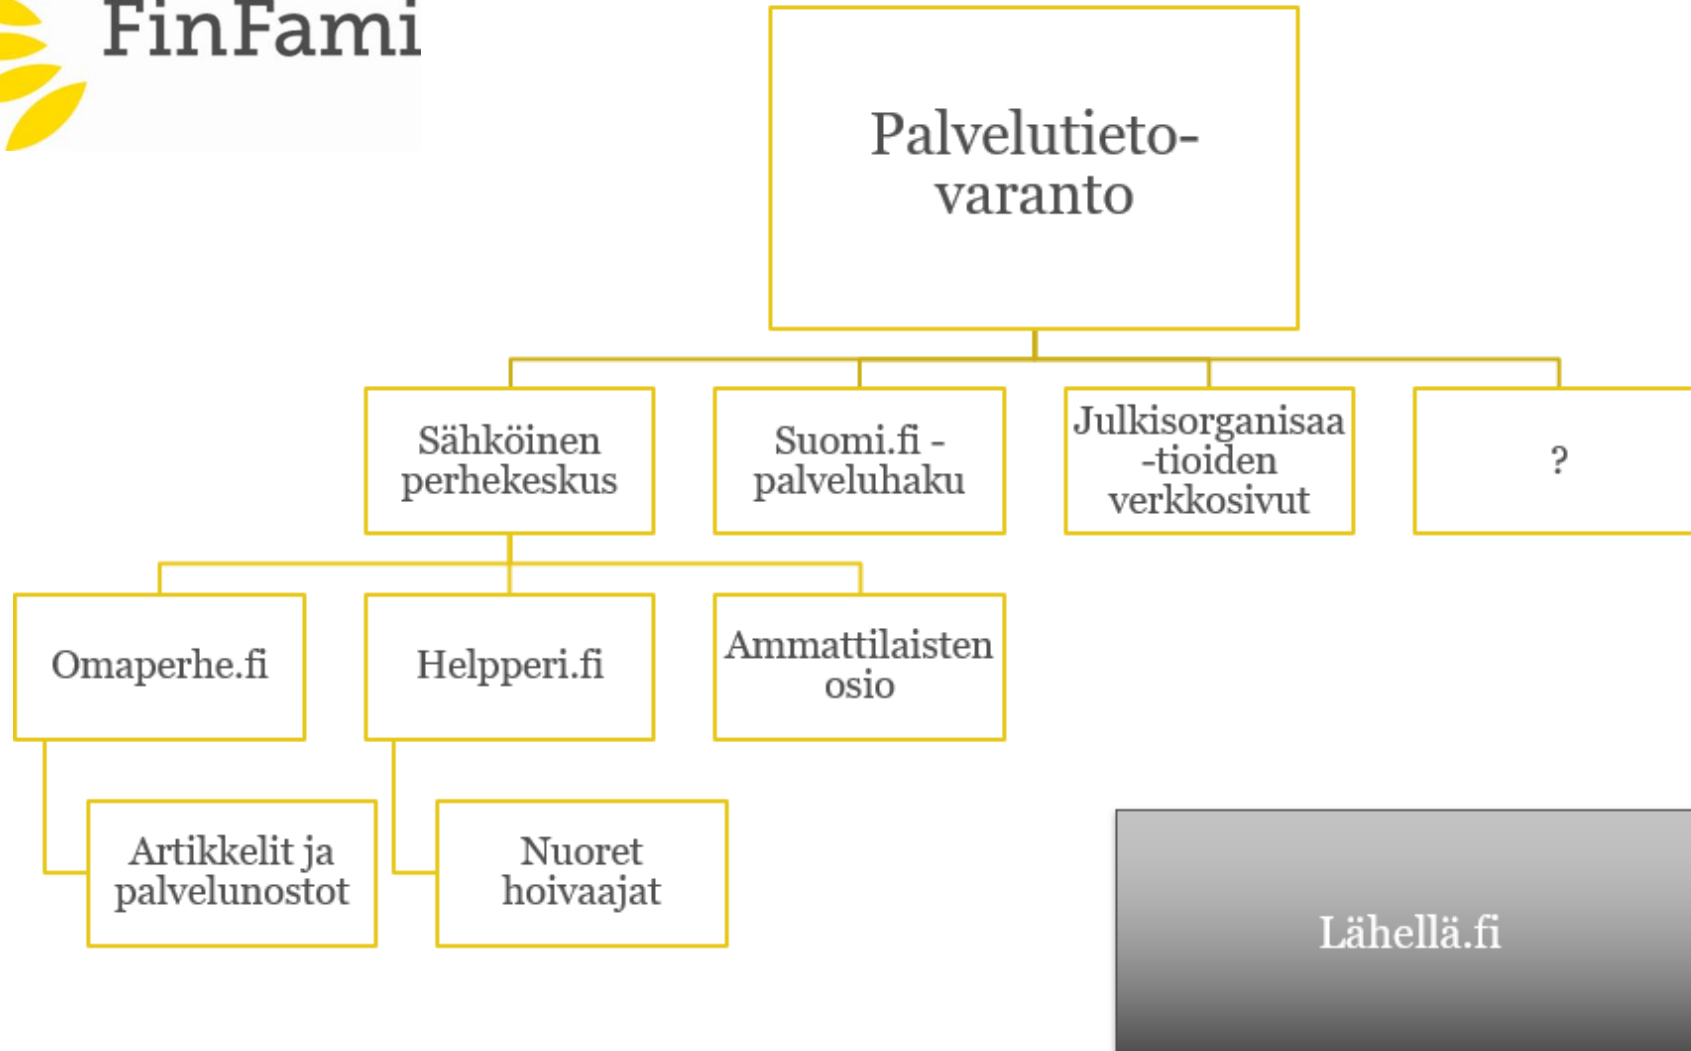 FinFami
Palvelutieto-
varanto
Sähköinen
perhekeskus
Suomi.fi -
palveluhaku
Julkisorganisaa
-tioiden
verkkosivut
?
Omaperhe.fi
Helpperi.fi
Ammattilaisten
osio
Artikkelit ja
palvelunostot
Nuoret
hoivaajat
Lähellä.fi